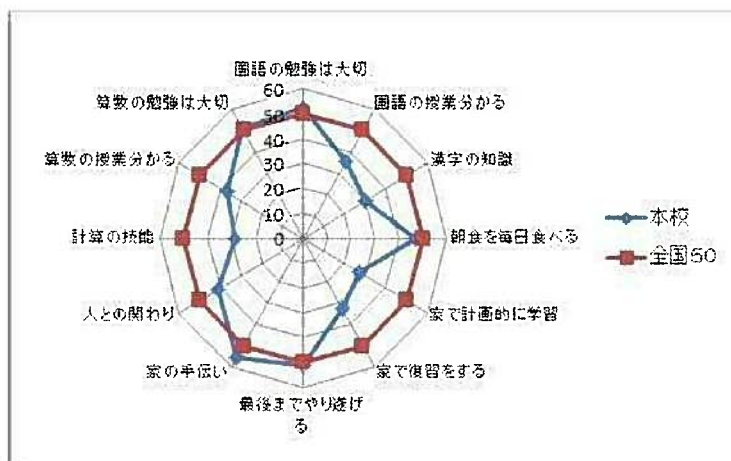 国語の勉強は大切
国語の授業分かる
漢字の知識
朝食を毎日食べる
家で計画的に学習
家で復習をする
最後までやり遂げ
る
家の手伝い
人との関わり
計算の技能
算数の授業分かる
算数の勉強は大切
60
50
40
30
20
10
0
本校
全国50